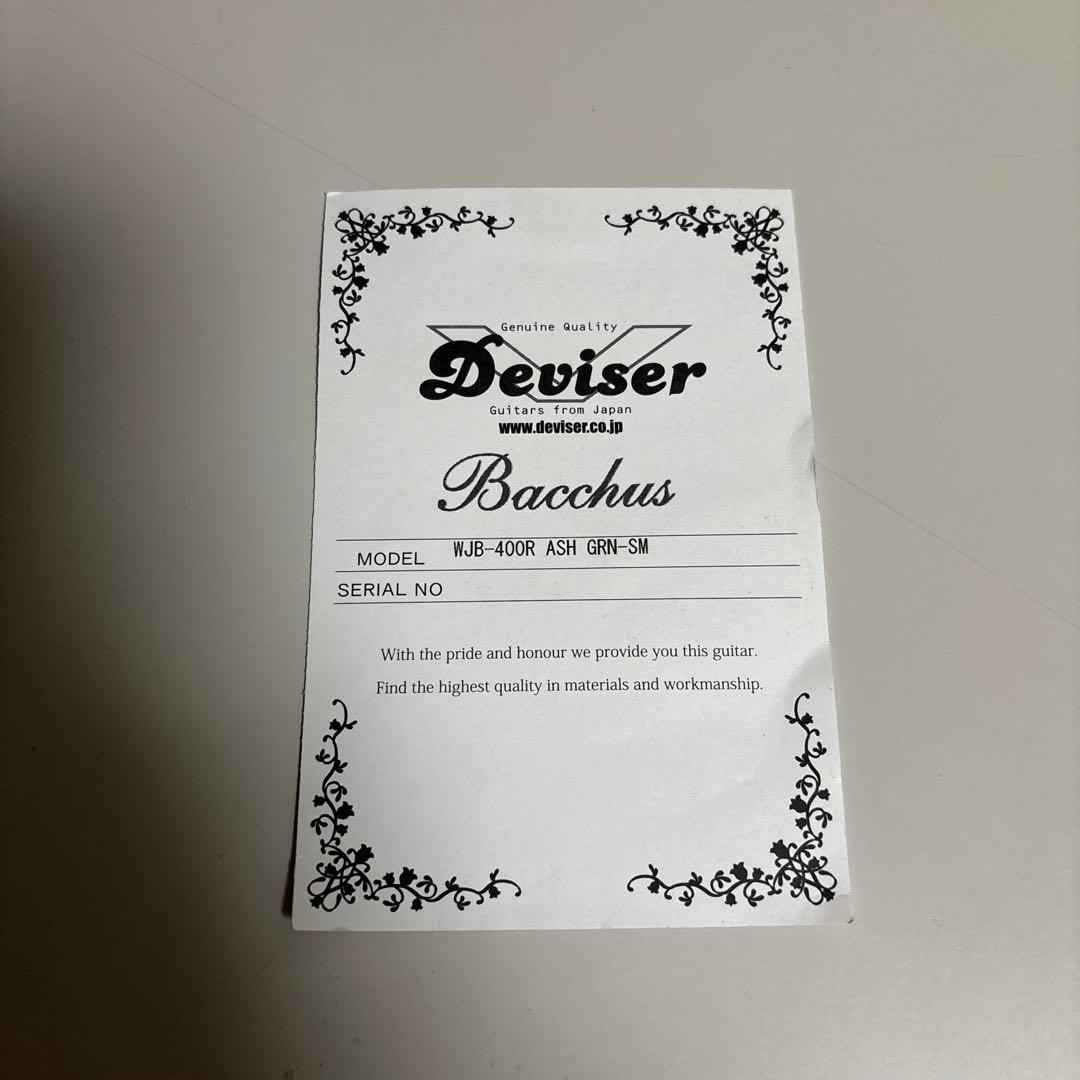 Genuine Quality
Deviser
Guitars from Japan
www.deviser.co.jp
Bacchus
MODEL WJB-400R ASH GRN-SM
SERIAL NO
With the pride and honour we provide you this guitar.
Find the highest quality in materials and workmanship.